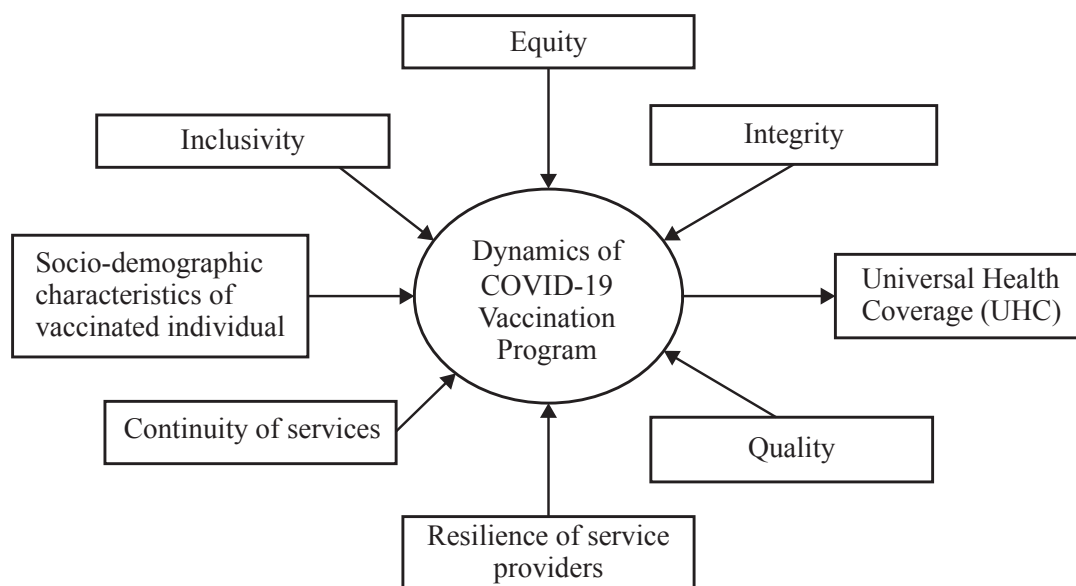 Equity
Inclusivity
Integrity
Socio-demographic
characteristics of
vaccinated individual
Dynamics of
COVID-19
Vaccination
Program
Universal Health
Coverage (UHC)
Continuity of services
Quality
Resilience of service
providers